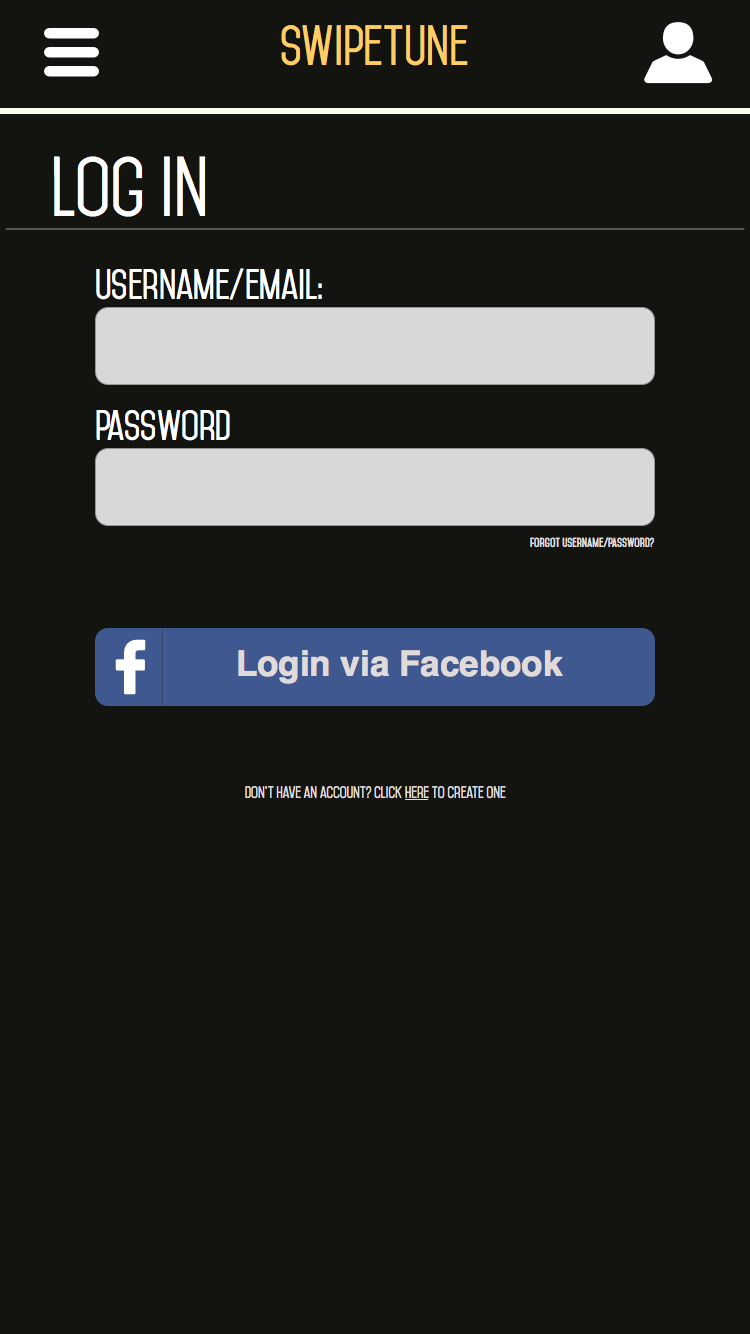 SWIPETUNE
LOG IN
USERNAME/EMAIL:
PASSWORD
FORGOT USERNAME/PASSWORD?
f
Login via Facebook
DON'T HAVE AN ACCOUNT? CLICK HERE TO CREATE ONE